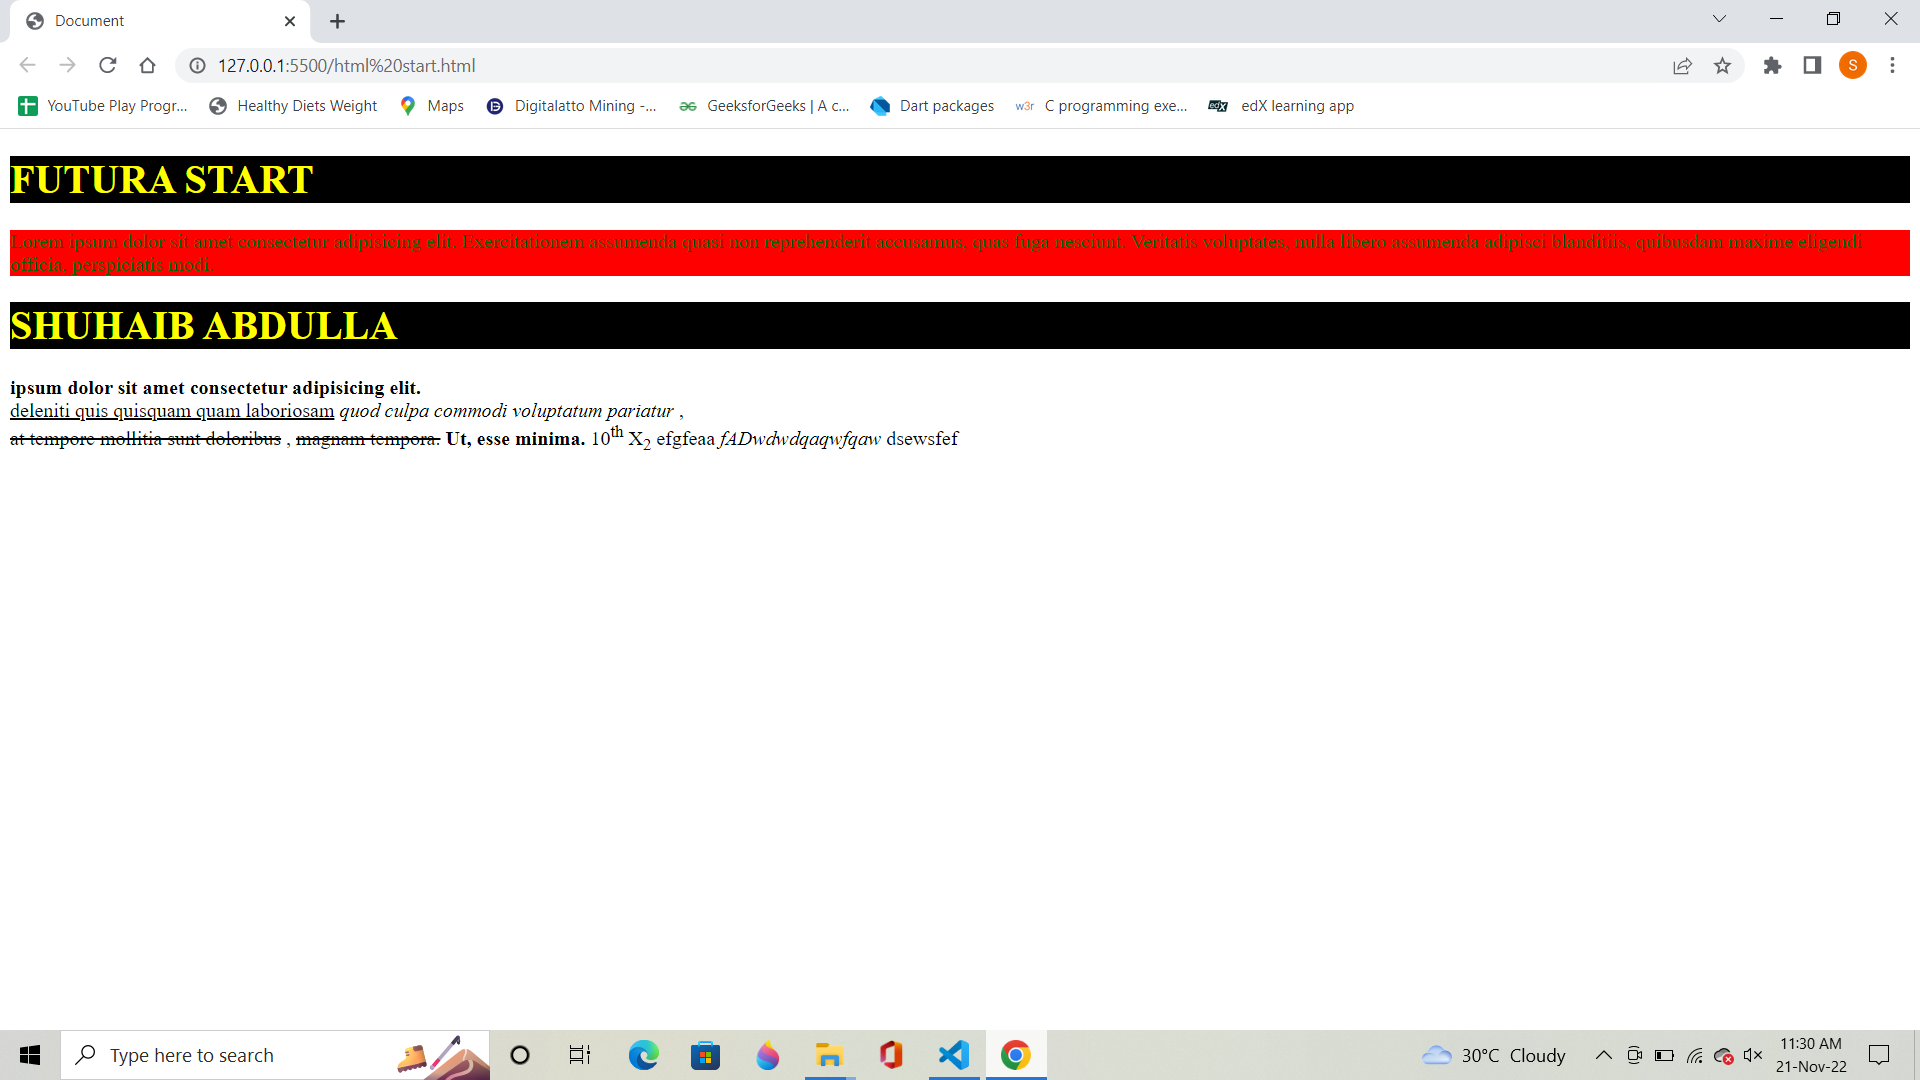 Document
127.0.0.1:5500/html%20start.html
S
YouTube Play Progr... Healthy Diets Weight Maps Digitalatto Mining -... GeeksforGeeks | A c... Dart packages w3r C programming exe... edX edX learning app
FUTURA START
Lorem ipsum dolor sit amet consectetur adipisicing elit. Exercitationem assumenda quasi non reprehenderit accusamus, quas fuga nesciunt. Veritatis voluptates, nulla libero assumenda adipisci blanditiis, quibusdam maxime eligendi
officia, perspiciatis modi.
SHUHAIB ABDULLA
ipsum dolor sit amet consectetur adipisicing elit.
deleniti quis quisquam quam laboriosam quod culpa commodi voluptatum pariatur ,
at tempore mollitia sunt doloribus , magnam tempora. Ut, esse minima. 10th X2 efgfeaa fADwdwdqaqwfqaw dsewsfef
Type here to search
30°C Cloudy
11:30 AM
21-Nov-22